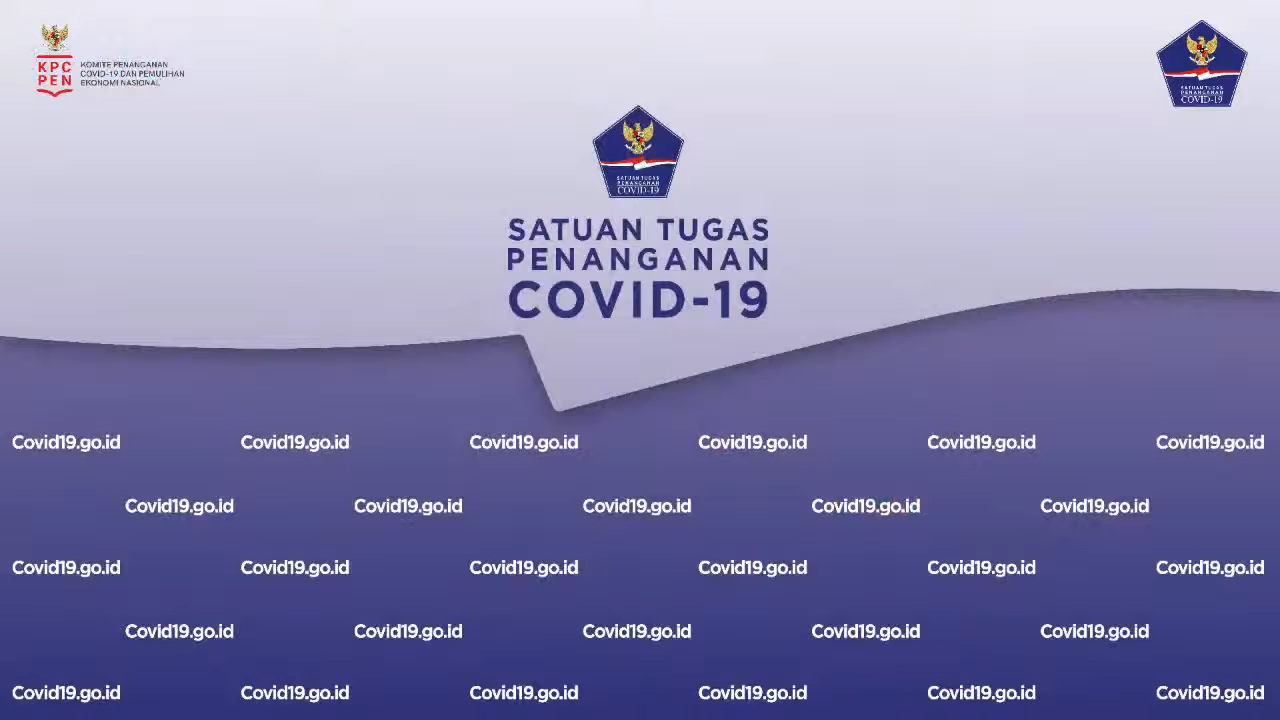 KPC
PEN
KOMITE PENANGANAN
COVID-19 DAN PEMULIHAN
EKONOMI NASIONAL
SATUAN TUGAS
PENANGANAN
COVID-19
SATUAN TUGAS
PENANGANAN
COVID-19
SATUAN TUGAS
PENANGANAN
COVID-19
Covid19.go.id Covid19.go.id Covid19.go.id Covid19.go.id Covid19.go.id Covid19.go.id
Covid19.go.id Covid19.go.id Covid19.go.id Covid19.go.id Covid19.go.id
Covid19.go.id Covid19.go.id Covid19.go.id Covid19.go.id Covid19.go.id Covid19.go.id
Covid19.go.id Covid19.go.id Covid19.go.id Covid19.go.id Covid19.go.id
Covid19.go.id Covid19.go.id Covid19.go.id Covid19.go.id Covid19.go.id Covid19.go.id